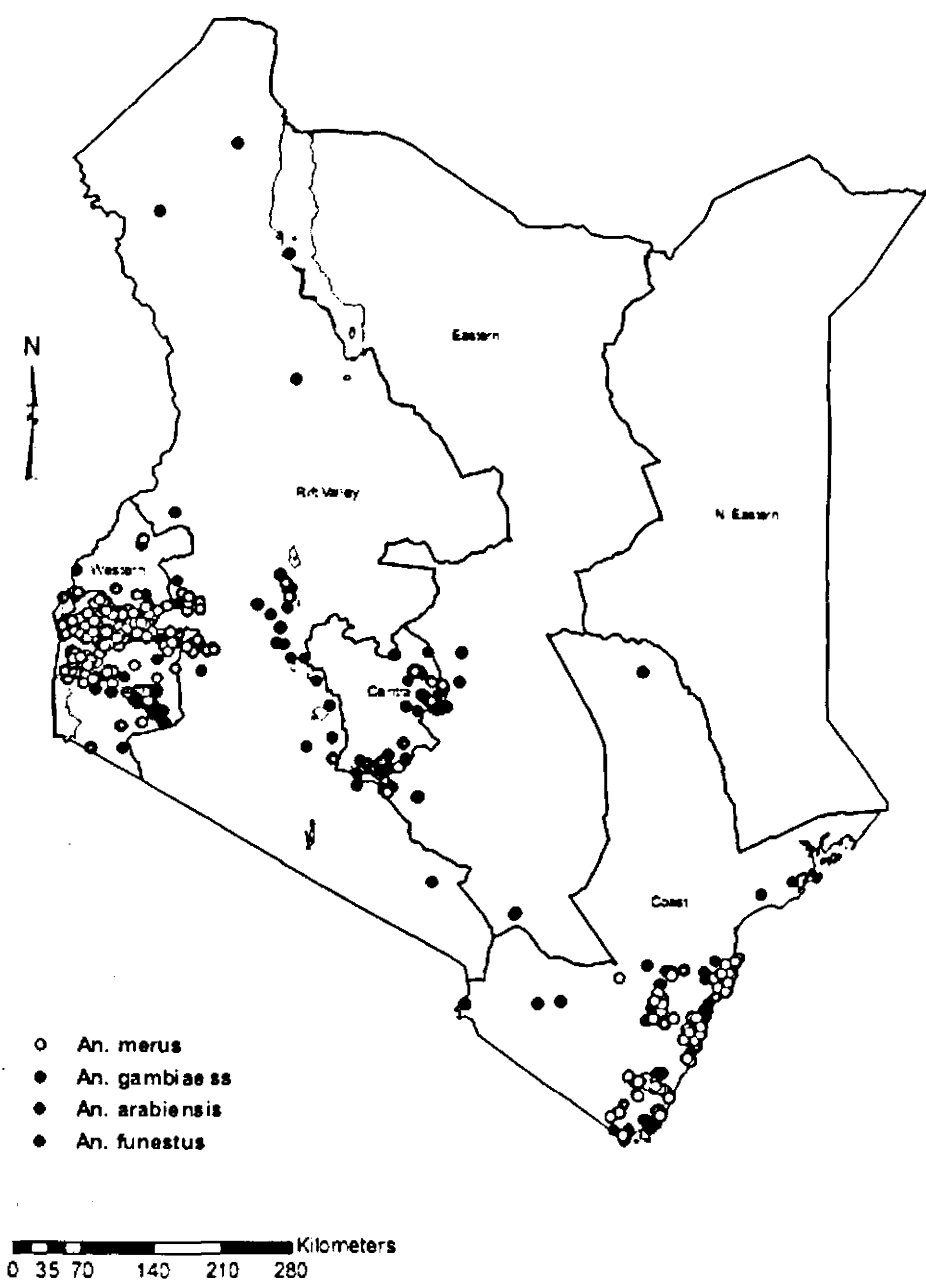 N
Eastern
Rift Valley
N. Eastern
Western
Central
Coast
An. merus
An. gambiae ss
An. arabiensis
An. funestus
Kilometers
0 35 70 140 210 280